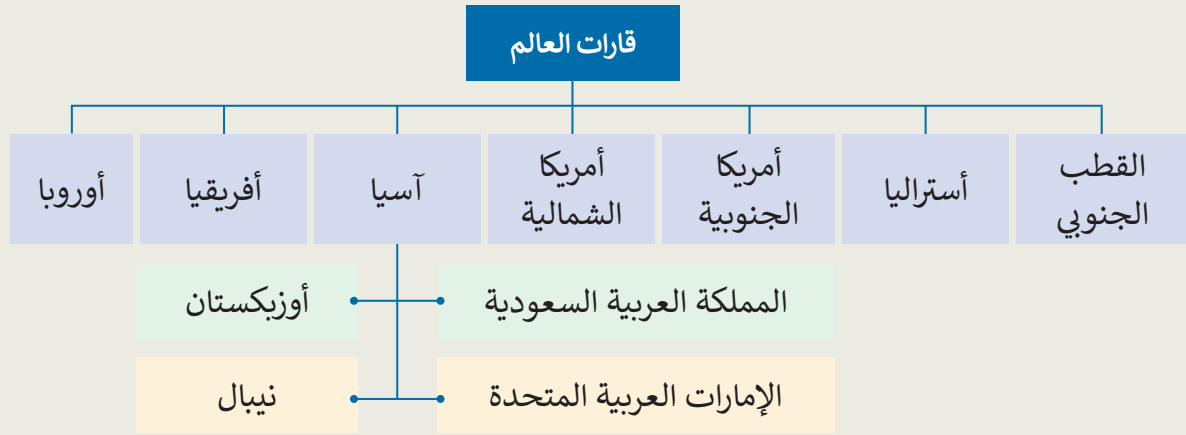 قارات العالم
القطب
الجنوبي
أستراليا
أمريكا
الجنوبية
أمريكا
الشمالية
آسيا
أفريقيا
أوروبا
المملكة العربية السعودية
أوزبكستان
الإمارات العربية المتحدة
نيبال